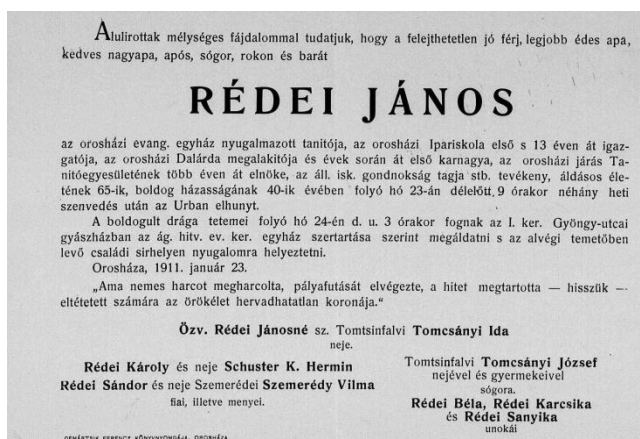 Alulirottak mélységes fájdalommal tudatjuk, hogy a felejthetetlen jó férj, legjobb édes apa,
kedves nagyapa, após, sógor, rokon és barát
RÉDEI JÁNOS
az orosházi evang. egyház nyugalmazott tanitója, az orosházi Ipariskola első s 13 éven át igaz-
gatója, az orosházi Dalárda megalakitója és évek során át első karnagya, az orosházi járás Ta-
nitóegyesületének több éven át elnöke, az áll. isk. gondnokság tagja stb. tevékeny, áldásos éle-
tének 65-ik, boldog házasságának 40-ik évében folyó hó 23-án délelőtt 9 órakor néhány heti
szenvedés után az Urban elhunyt.
A boldogult drága tetemei folyó hó 24-én d. u. 3 órakor fognak az I. ker. Gyöngy-utcai
gyászházban az ág. hitv. ev. ker. egyház szertartása szerint megáldatni s az alvégi temetőben
levő családi sirhelyen nyugalomra helyeztetni.
Orosháza, 1911. január 23.
„Ama nemes harcot megharcolta, pályafutását elvégezte, a hitet megtartotta — hisszük —
eltétetett számára az örökélet hervadhatatlan koronája."
Özv. Rédei Jánosné sz. Tomtsinfalvi Tomcsányi Ida
neje.
Rédei Károly és neje Schuster K. Hermin
Rédei Sándor és neje Szemerédei Szemerédy Vilma
fiai, illetve menyei.
Tomtsinfalvi Tomcsányi József
nejével és gyermekeivel
sógora.
Rédei Béla, Rédei Karcsika
és Rédei Sanyika
unokái